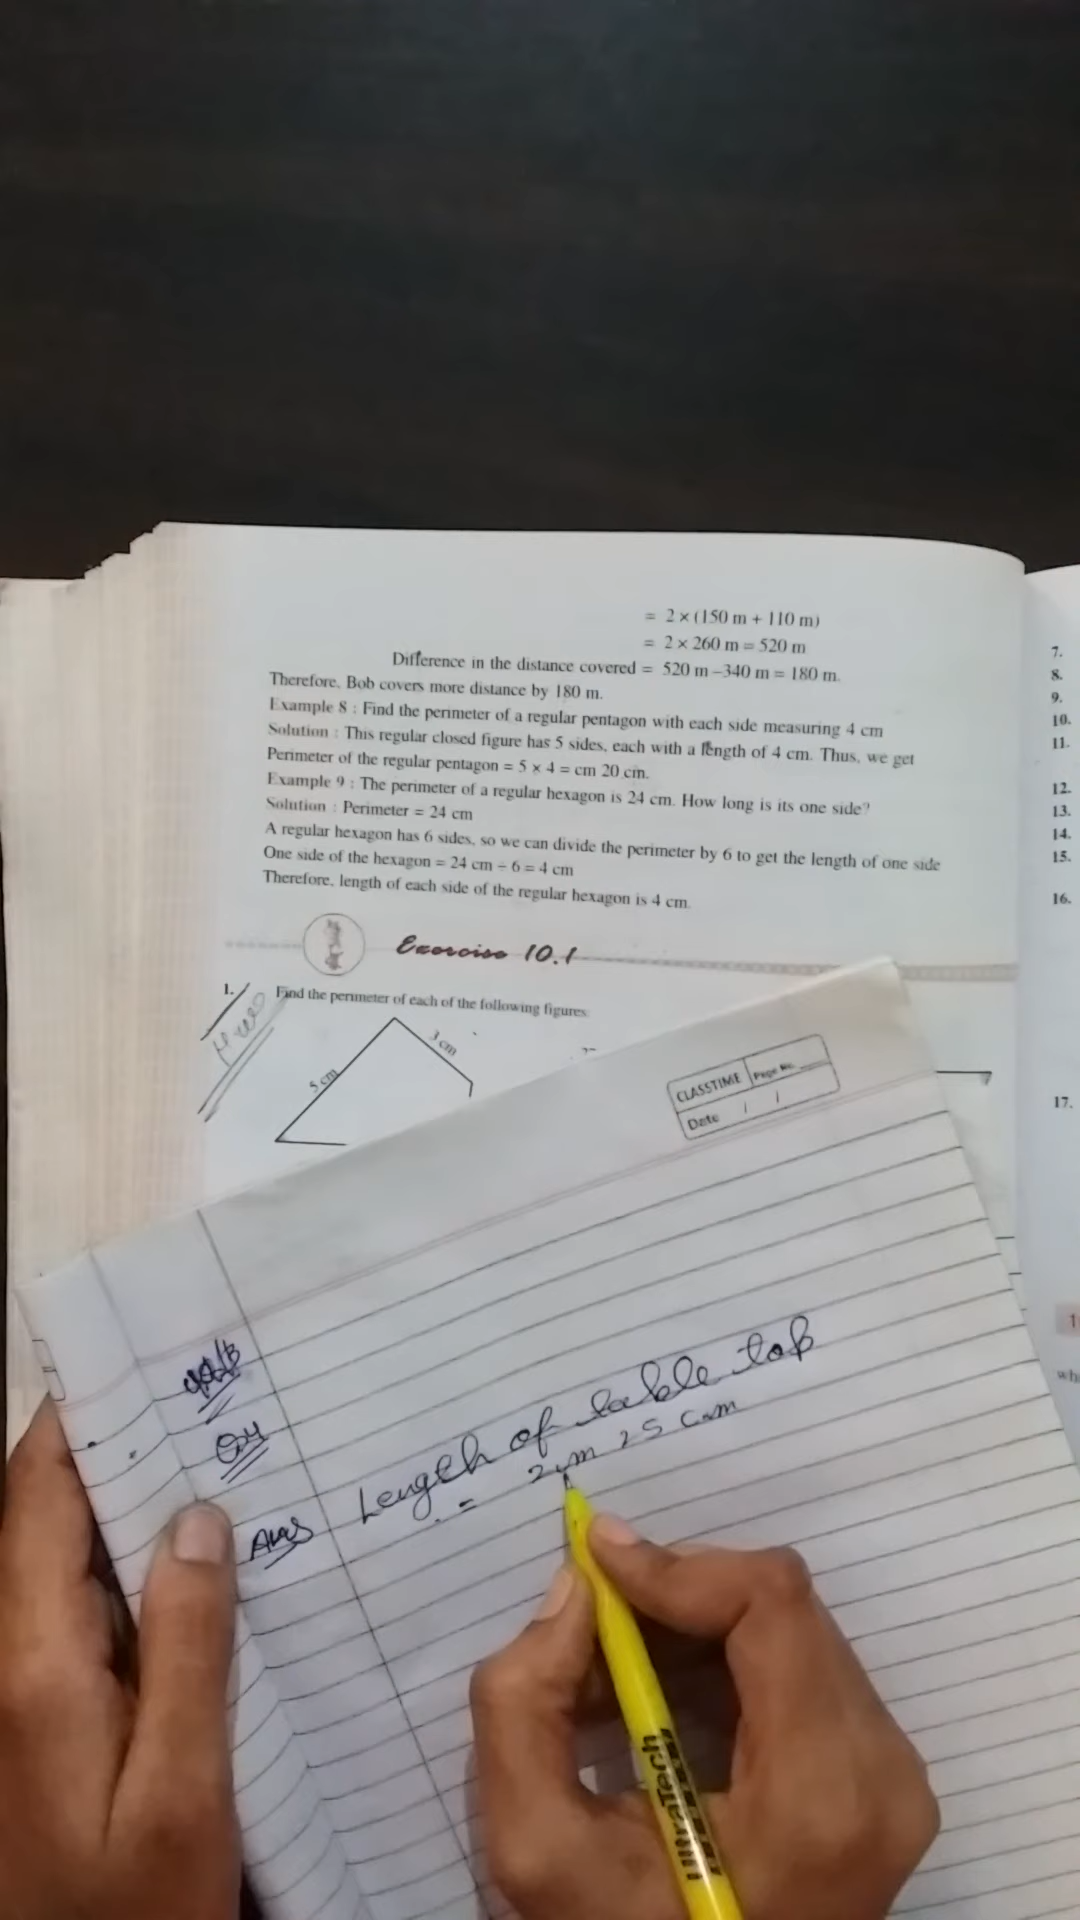 = 2 × (150 m + 110 m)
= 2 × 260 m = 520 m
Difference in the distance covered = 520 m – 340 m = 180 m.
Therefore, Bob covers more distance by 180 m.
Example 8 : Find the perimeter of a regular pentagon with each side measuring 4 cm
Solution : This regular closed figure has 5 sides, each with a length of 4 cm. Thus, we get
Perimeter of the regular pentagon = 5 × 4 = cm 20 cm.
Example 9 : The perimeter of a regular hexagon is 24 cm. How long is its one side?
Solution : Perimeter = 24 cm
A regular hexagon has 6 sides, so we can divide the perimeter by 6 to get the length of one side
One side of the hexagon = 24 cm ÷ 6 = 4 cm
Therefore, length of each side of the regular hexagon is 4 cm.
Exercise 10.1
1. Find the perimeter of each of the following figures
5 cm
3 cm
7.
8.
9.
10.
11.
12.
13.
14.
15.
16.
17.
1
CLASSTIME Page No.
Date / /
Q4
Ans Length of table top
= 2 m 25 cm
UltraTech